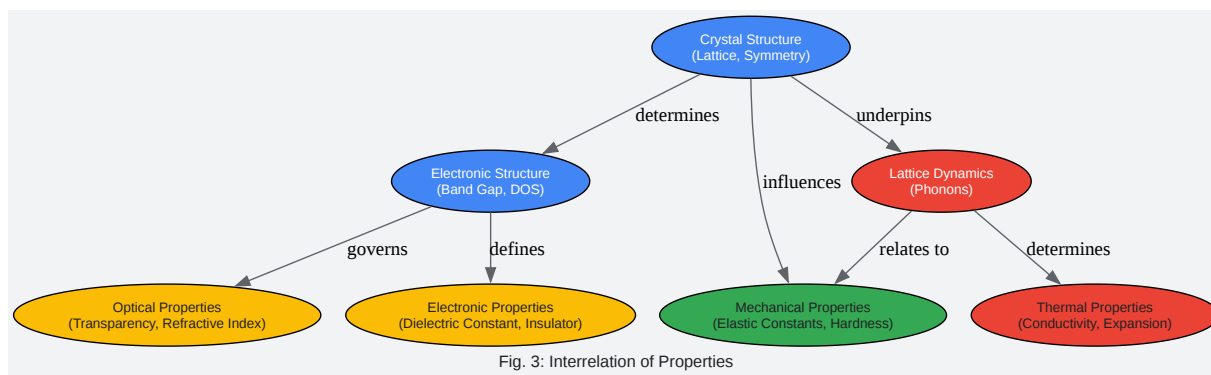 Crystal Structure
(Lattice, Symmetry)
determines
underpins
Electronic Structure
(Band Gap, DOS)
influences
Lattice Dynamics
(Phonons)
governs
defines
relates to
determines
Optical Properties
(Transparency, Refractive Index)
Electronic Properties
(Dielectric Constant, Insulator)
Mechanical Properties
(Elastic Constants, Hardness)
Thermal Properties
(Conductivity, Expansion)
Fig. 3: Interrelation of Properties